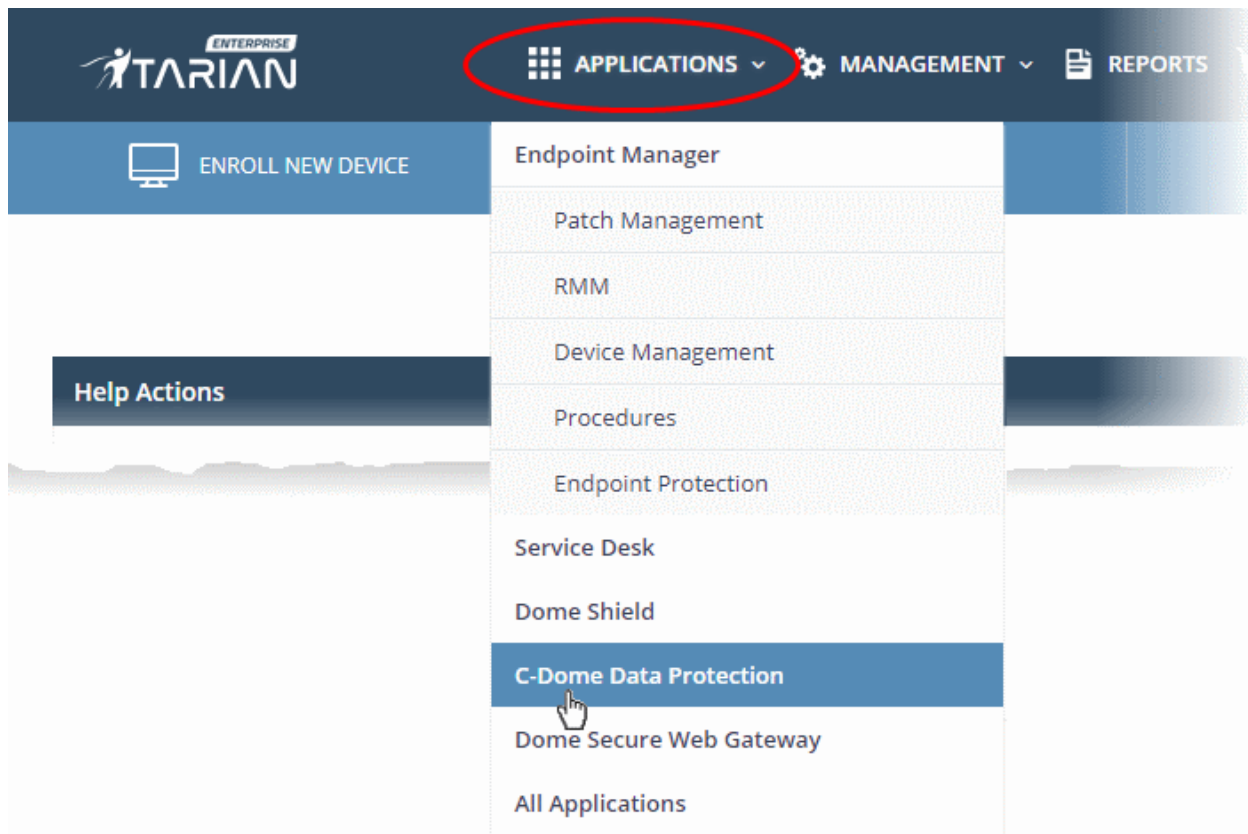 ENTERPRISE
ITARIAN
APPLICATIONS
MANAGEMENT
REPORTS
ENROLL NEW DEVICE
Endpoint Manager
Patch Management
RMM
Device Management
Help Actions
Procedures
Endpoint Protection
Service Desk
Dome Shield
C-Dome Data Protection
Dome Secure Web Gateway
All Applications